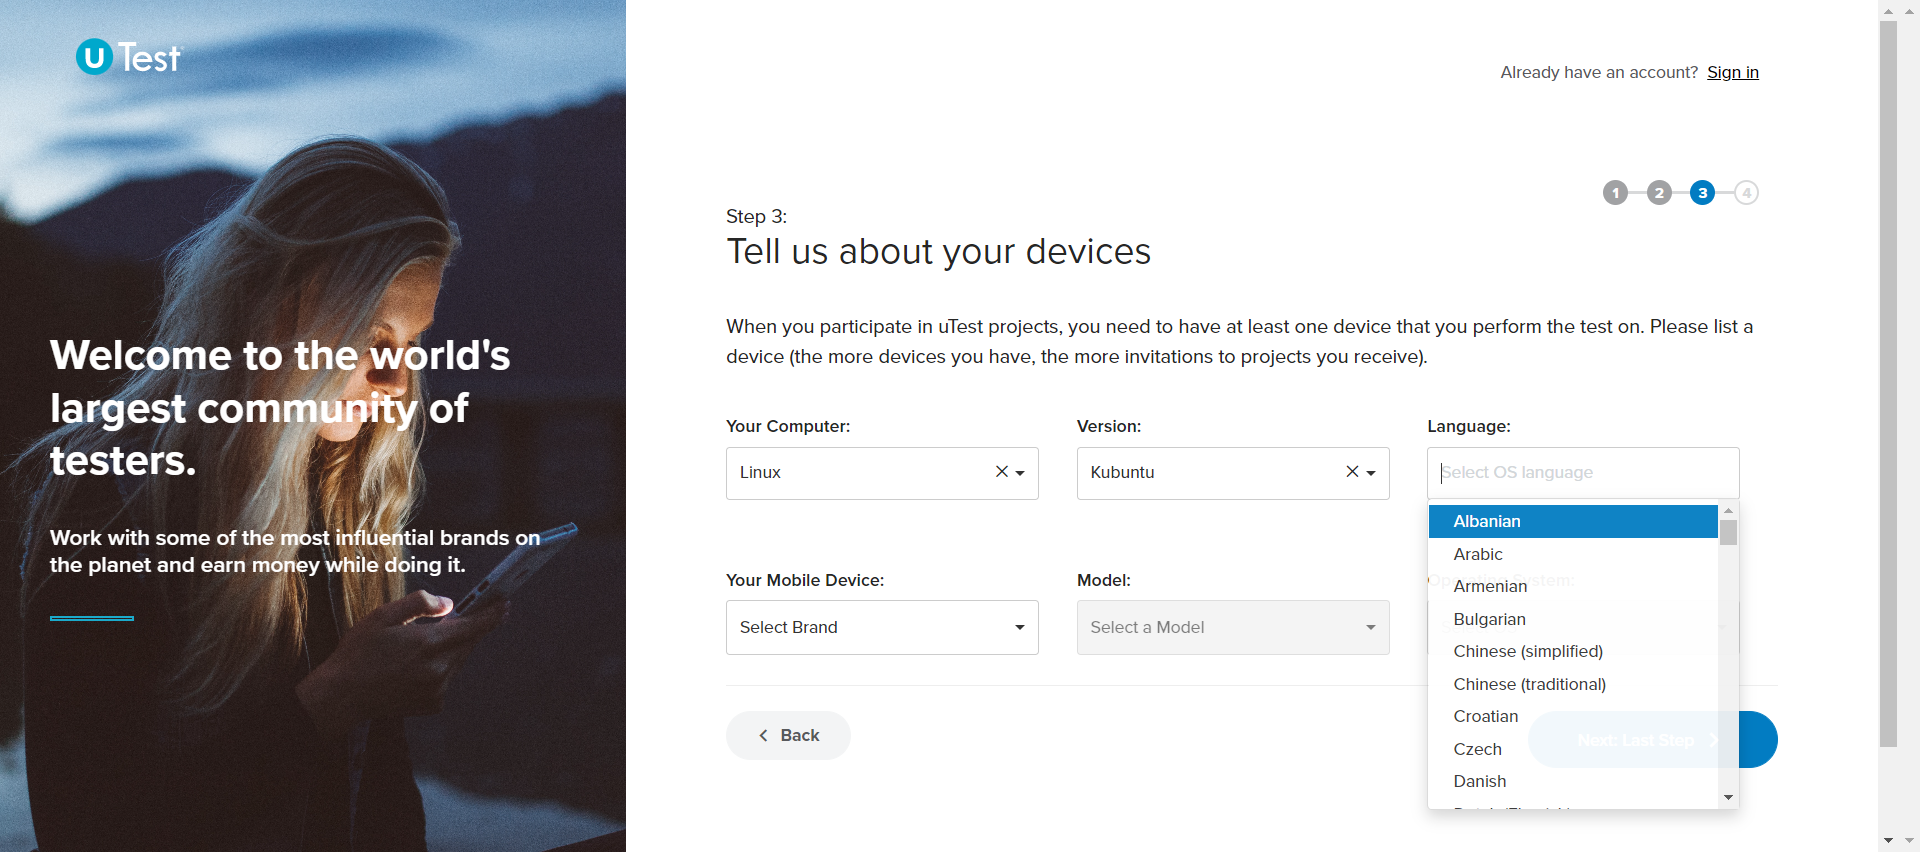 U Test
Already have an account? Sign in
1 2 3 4
Step 3:
Tell us about your devices
Welcome to the world's
largest community of
testers.
Work with some of the most influential brands on
the planet and earn money while doing it.
When you participate in uTest projects, you need to have at least one device that you perform the test on. Please list a
device (the more devices you have, the more invitations to projects you receive).
Your Computer: Version: Language:
Linux Kubuntu Select OS language
Albanian
Arabic
Armenian
Bulgarian
Chinese (simplified)
Chinese (traditional)
Croatian
Czech
Danish
Your Mobile Device: Model:
Select Brand Select a Model
Back Next: Last Step